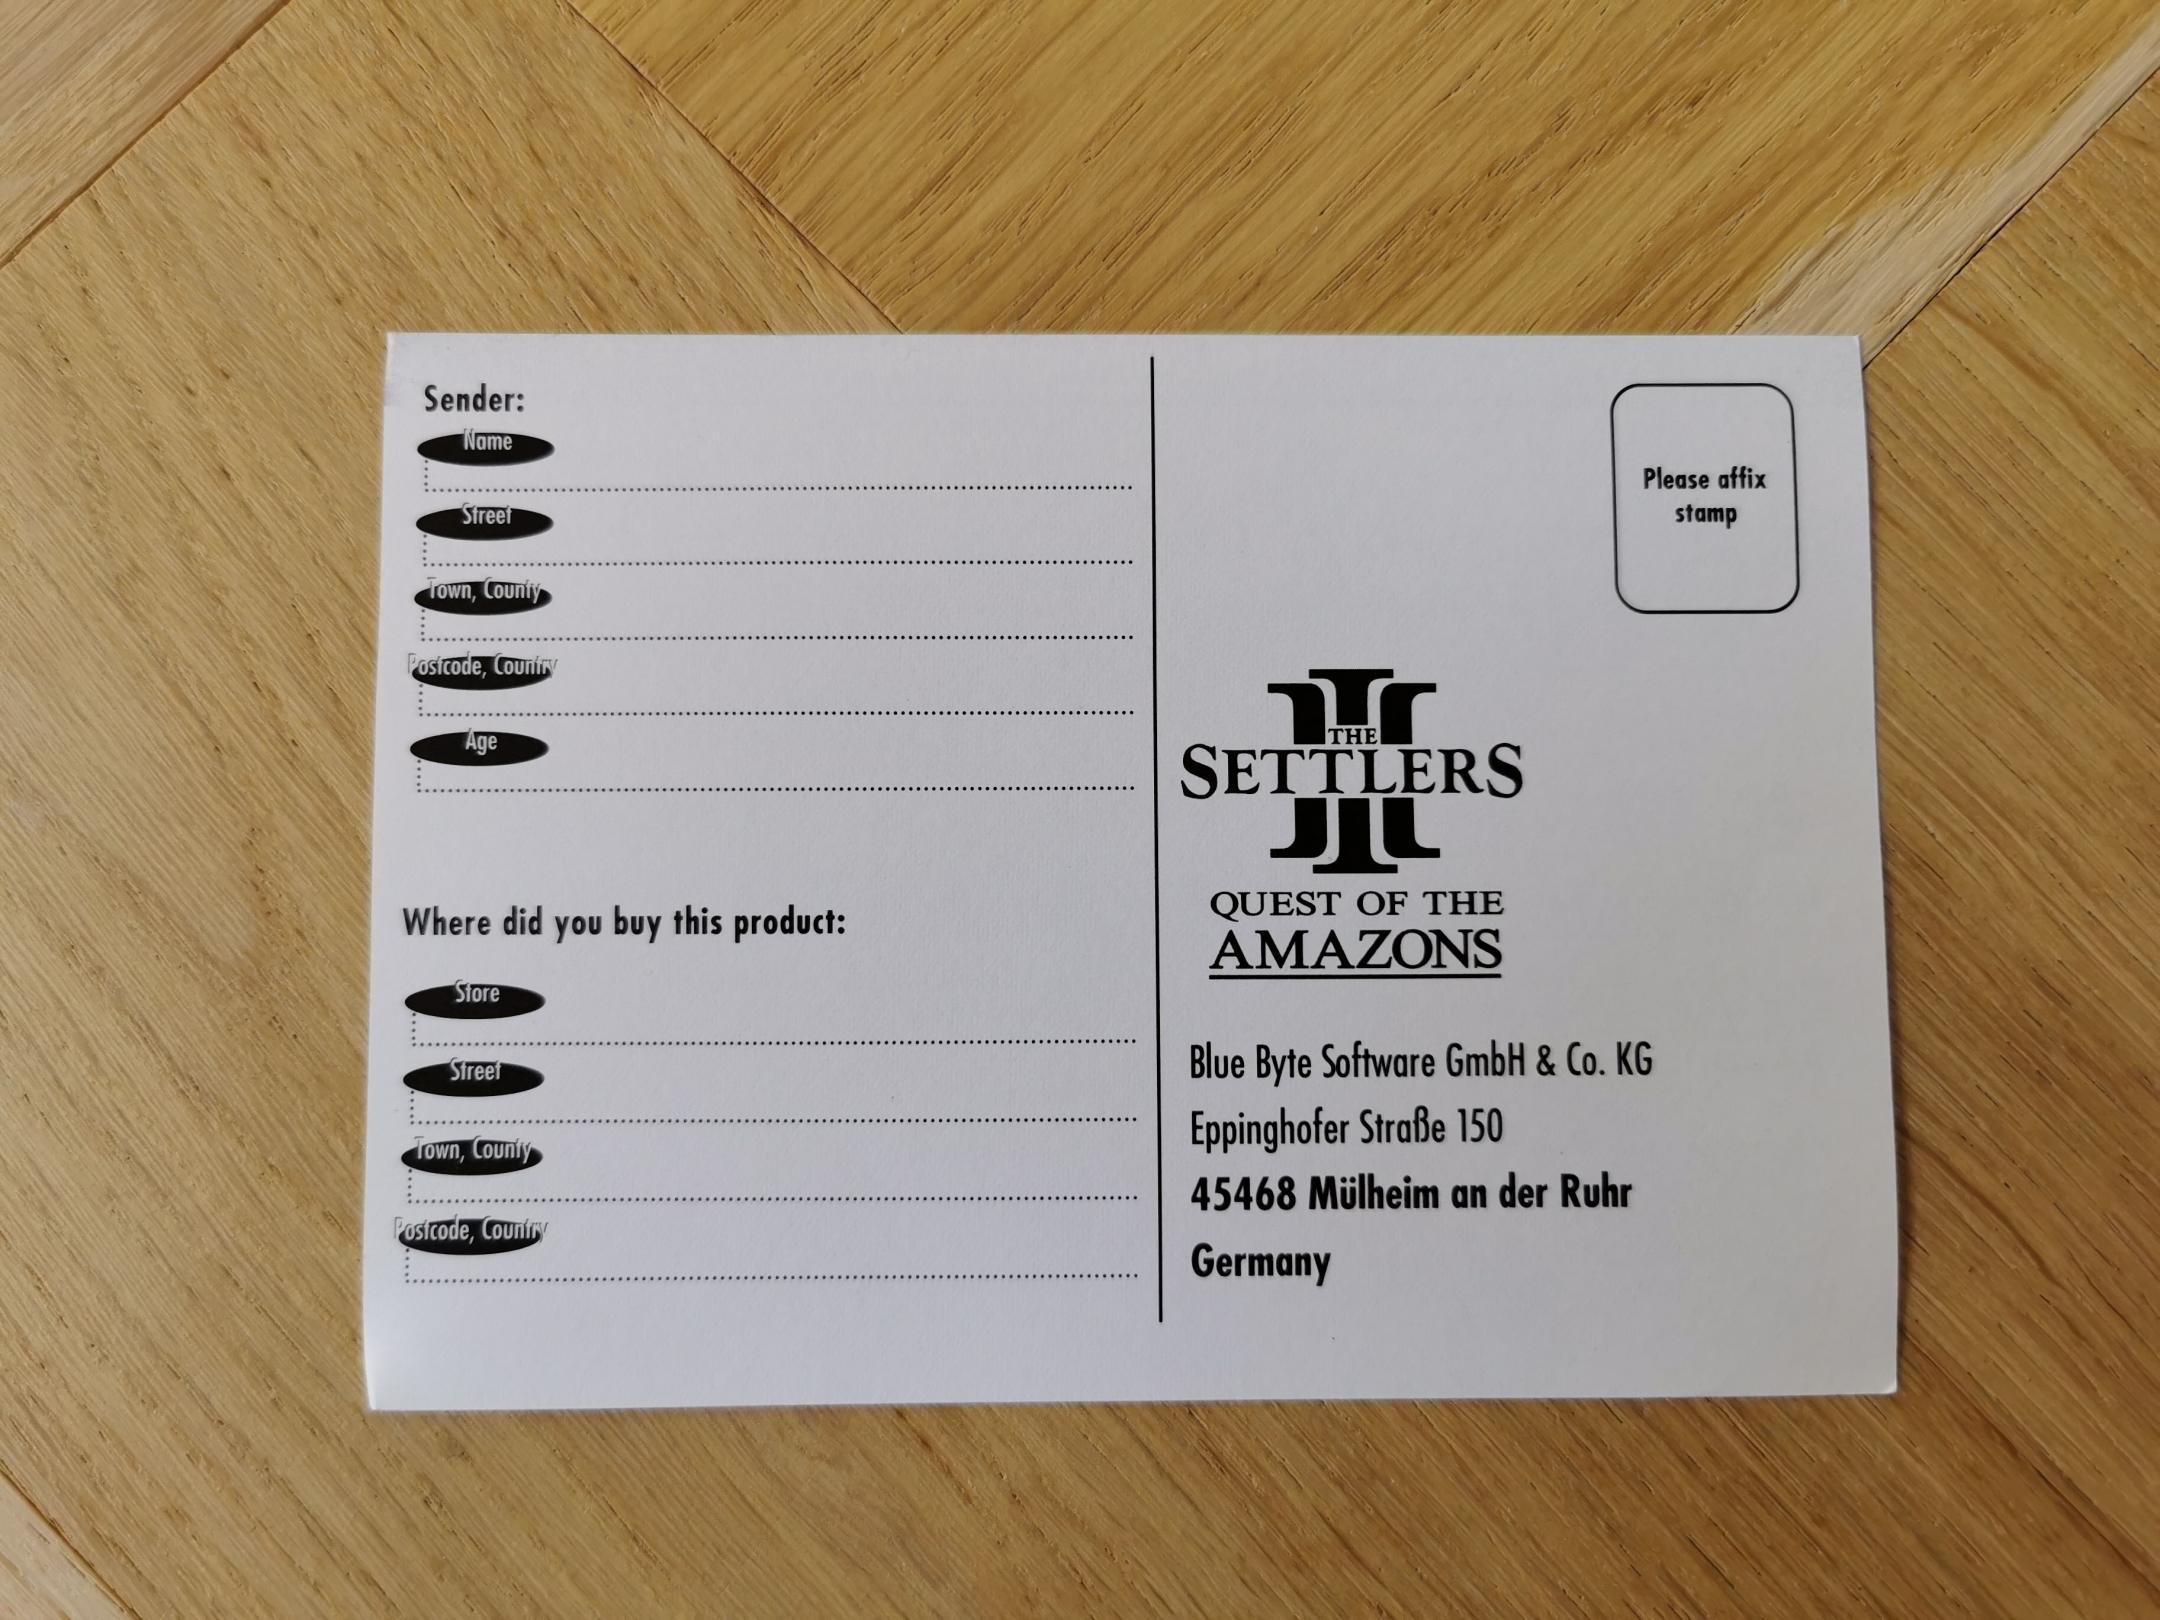 Sender:
Name
Street
Town, County
Postcode, Country
Age
Where did you buy this product:
Store
Street
Town, County
Postcode, Country
Please affix
stamp
THE
SETTLERS
III
QUEST OF THE
AMAZONS
Blue Byte Software GmbH & Co. KG
Eppinghofer Straße 150
45468 Mülheim an der Ruhr
Germany